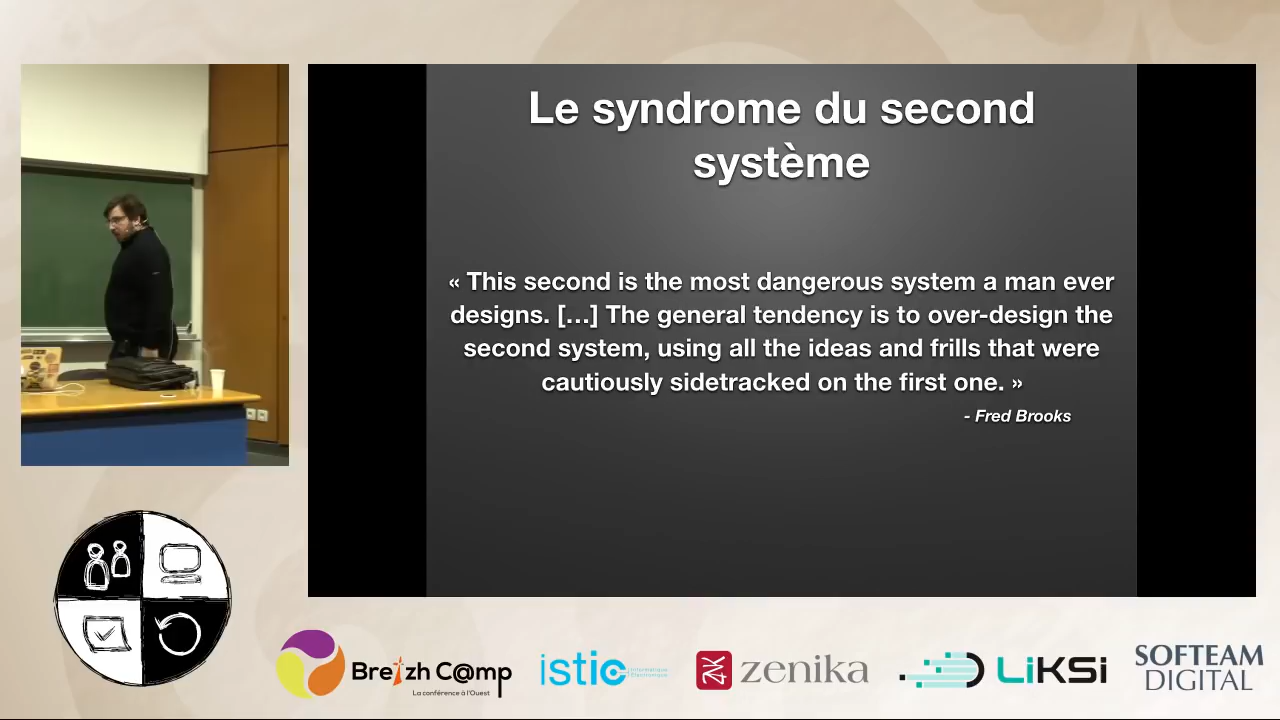 Le syndrome du second
système
« This second is the most dangerous system a man ever
designs. […] The general tendency is to over-design the
second system, using all the ideas and frills that were
cautiously sidetracked on the first one. »
- Fred Brooks
Breizh C@mp
La conférence à l'Ouest
istic
Informatique
Électronique
zenika
LiKSi
SOFTEAM
DIGITAL